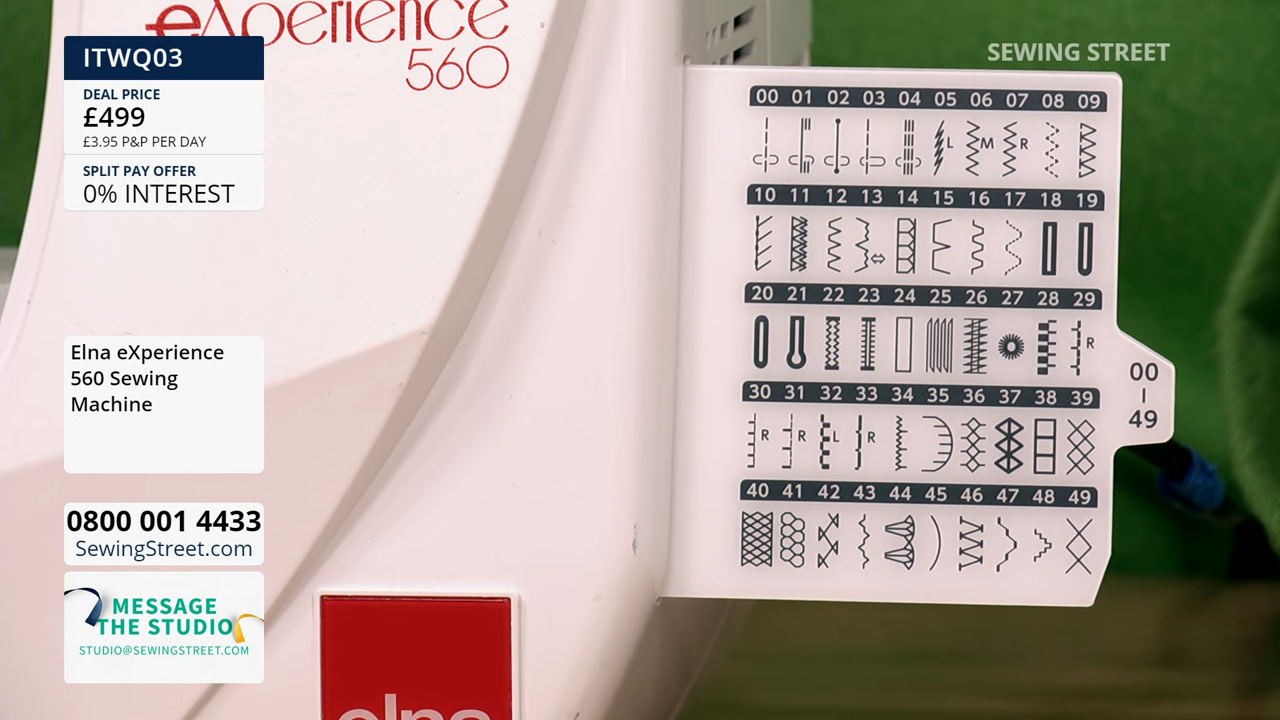 eXperience
560
ITWQ03
DEAL PRICE
£499
£3.95 P&P PER DAY
SPLIT PAY OFFER
0% INTEREST
Elna eXperience
560 Sewing
Machine
0800 001 4433
SewingStreet.com
MESSAGE
THE STUDIO
STUDIO@SEWINGSTREET.COM
elna
SEWING STREET
00 01 02 03 04 05 06 07 08 09
L M R
10 11 12 13 14 15 16 17 18 19
20 21 22 23 24 25 26 27 28 29
R
30 31 32 33 34 35 36 37 38 39
R R L R
40 41 42 43 44 45 46 47 48 49
00
–
49